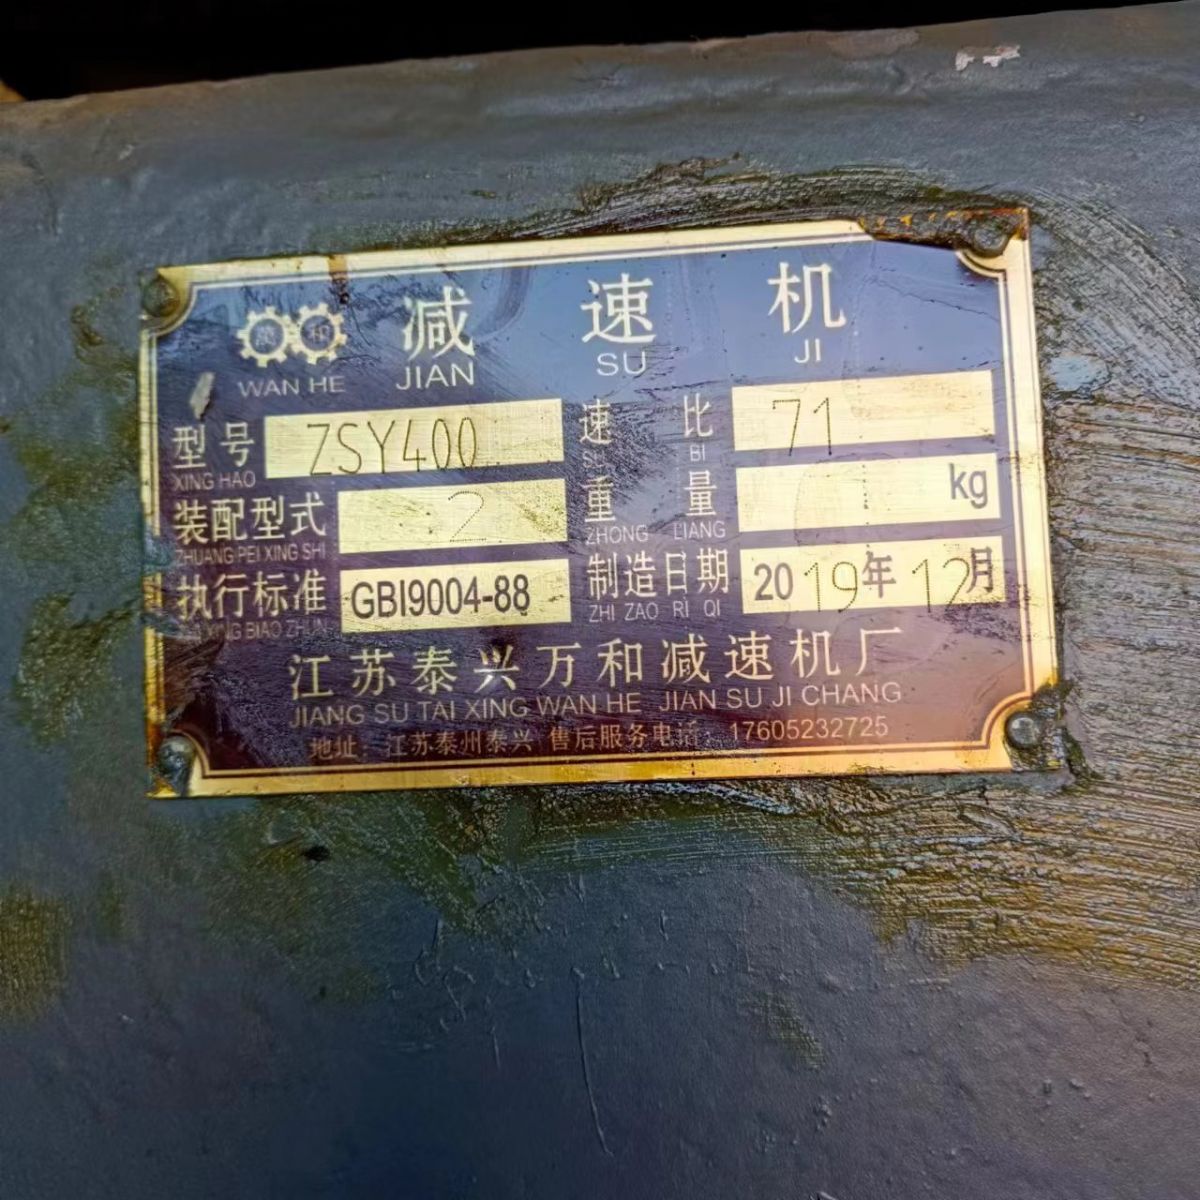 减速机
WAN HE JIAN SU JI
型号 ZSY400 速比 71
XING HAO SU BI
装配型式 2 重量 kg
ZHUANG PEI XING SHI ZHONG LIANG
执行标准 GBI9004-88 制造日期 2019年12月
ZHI XING BIAO ZHUN ZHI ZAO RI QI
江苏泰兴万和减速机厂
JIANG SU TAI XING WAN HE JIAN SU JI CHANG
地址：江苏泰州泰兴 售后服务电话：17605232725